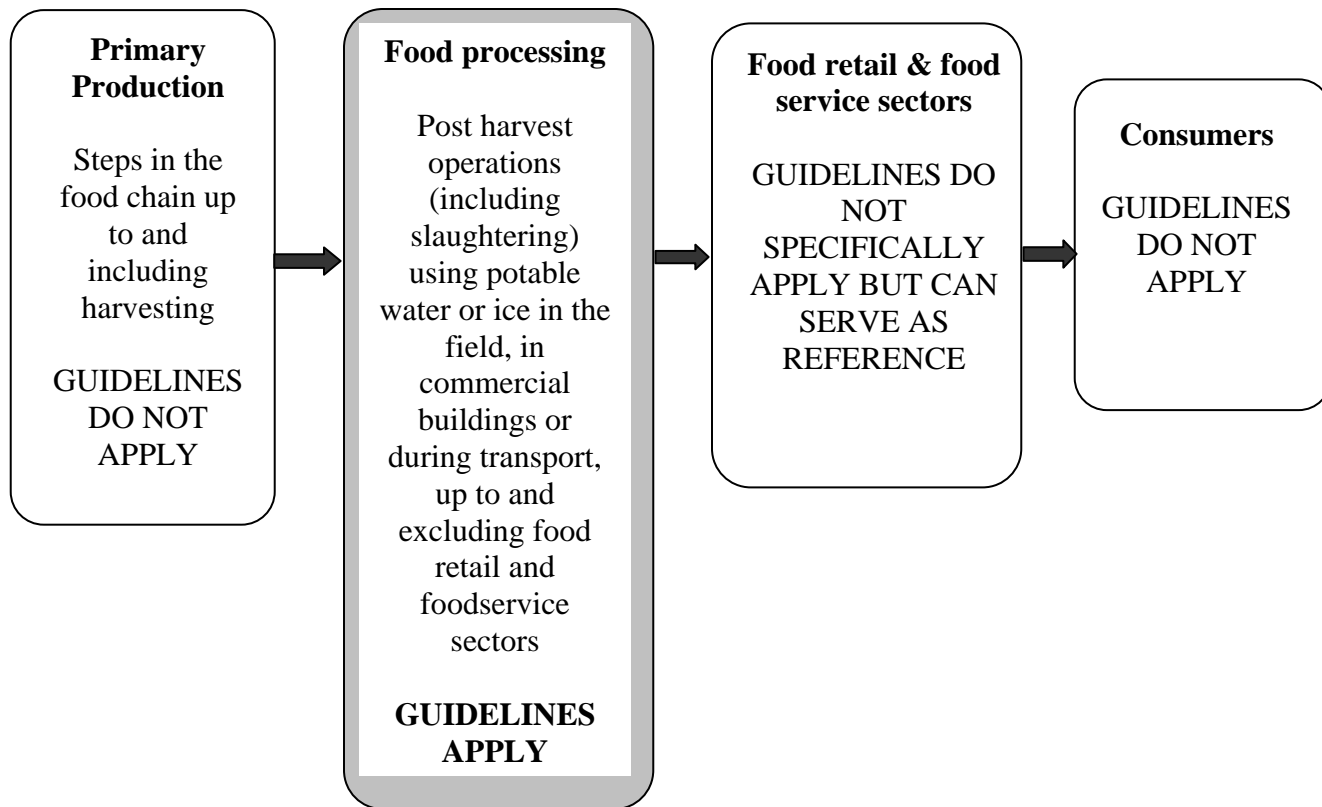 Primary
Production
Steps in the
food chain up
to and
including
harvesting
GUIDELINES
DO NOT
APPLY
Food processing
Post harvest
operations
(including
slaughtering)
using potable
water or ice in the
field, in
commercial
buildings or
during transport,
up to and
excluding food
retail and
foodservice
sectors
GUIDELINES
APPLY
Food retail & food
service sectors
GUIDELINES DO
NOT
SPECIFICALLY
APPLY BUT CAN
SERVE AS
REFERENCE
Consumers
GUIDELINES
DO NOT
APPLY